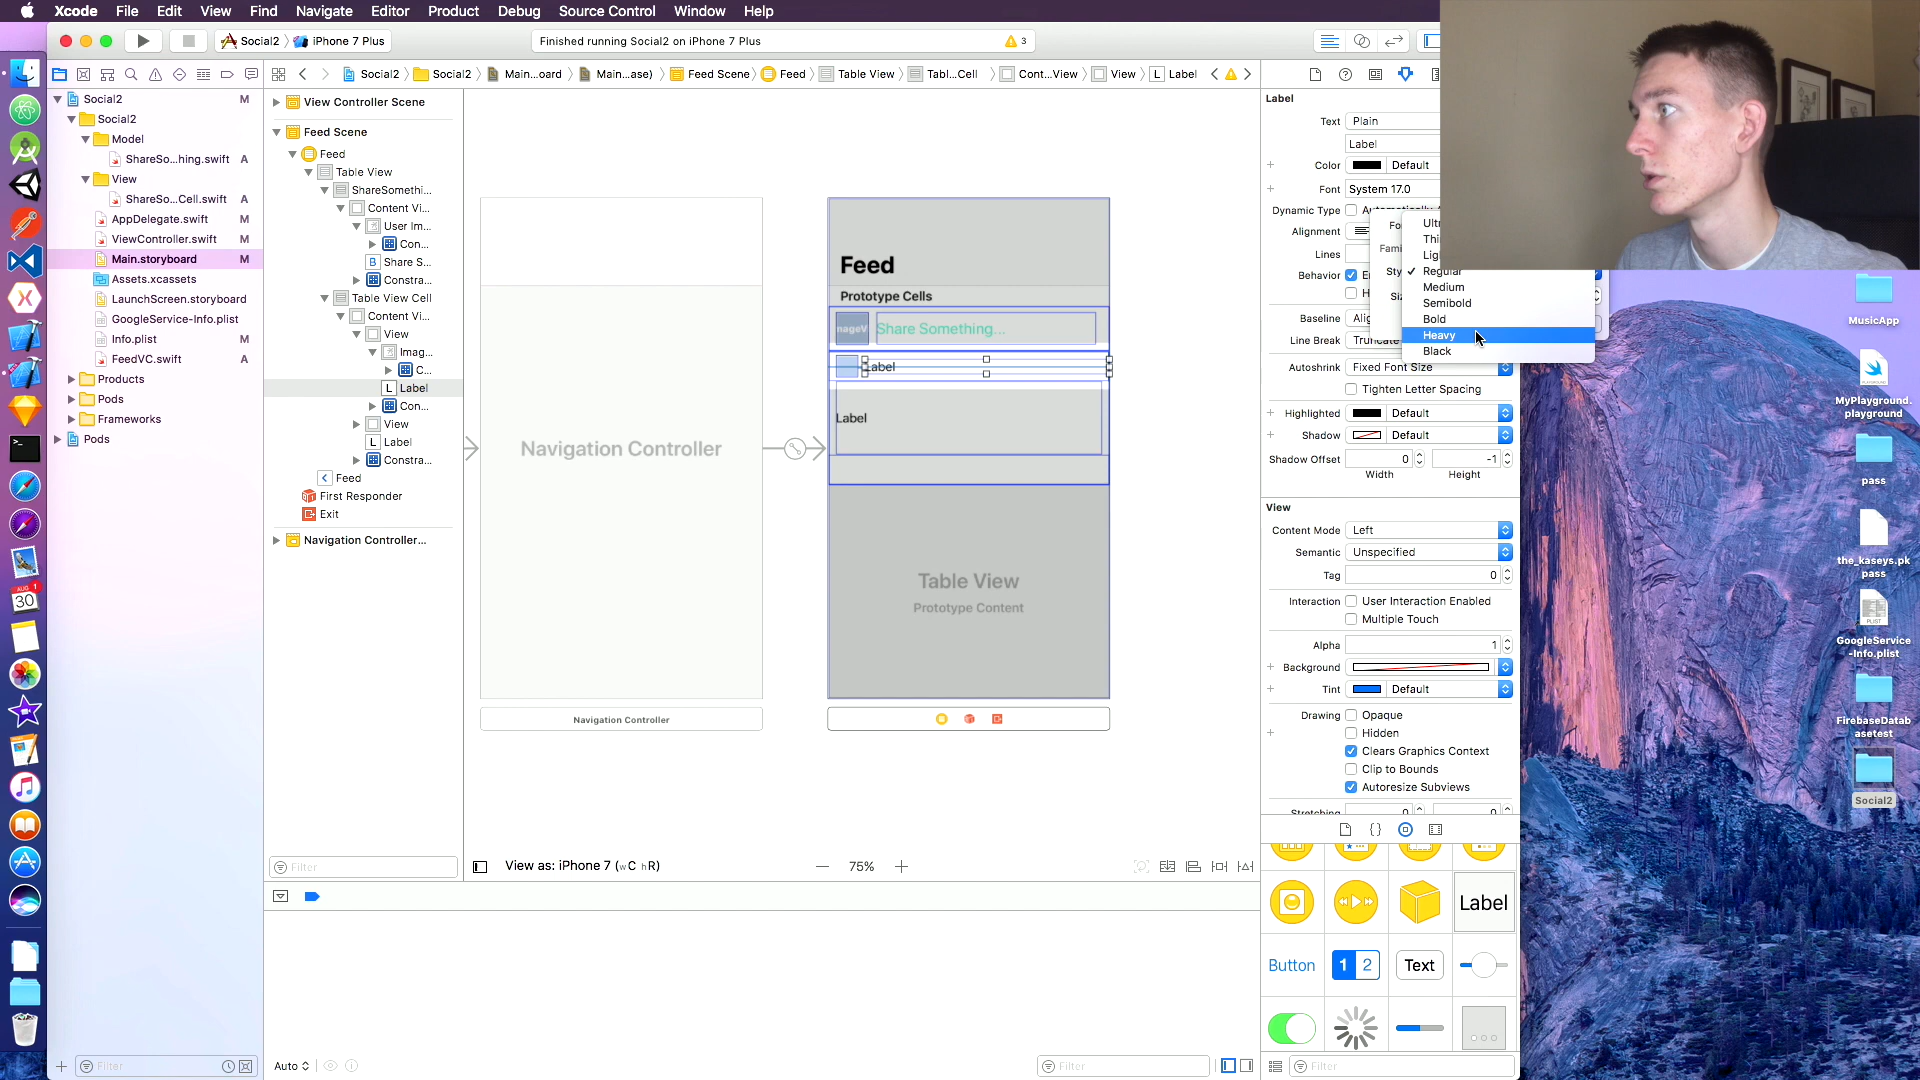 Xcode File Edit View Find Navigate Editor Product Debug Source Control Window Help
Social2 iPhone 7 Plus
Finished running Social2 on iPhone 7 Plus
3
Social2 Social2 Main...oard Main...ase) Feed Scene Feed Table View Tabl...Cell Cont...View View L Label
Social2 M
Social2
Model
ShareSo...hing.swift A
View
ShareSo...Cell.swift A
AppDelegate.swift M
ViewController.swift M
Main.storyboard M
Assets.xcassets
LaunchScreen.storyboard M
GoogleService-Info.plist M
Info.plist M
FeedVC.swift M
Products
Pods
Frameworks
Pods
AUG 1
30
Filter
View Controller Scene
Feed Scene
Feed
Table View
ShareSomethi...
Content Vi...
User Im...
Con...
B Share S...
Constra...
Table View Cell
Content Vi...
View
Imag...
C...
L Label
Con...
View
L Label
Constra...
Feed
First Responder
Exit
Navigation Controller...
Filter
Navigation Controller
Navigation Controller
Feed
Prototype Cells
nageV Share Something...
Label
Label
Table View
Prototype Content
View as: iPhone 7 (wC hR)
75%
Auto
Filter
Label
Text Plain
Label
Color Default
Font System 17.0
Dynamic Type
Alignment
Lines
Behavior
Baseline
Line Break
Regular
Medium
Semibold
Bold
Heavy
Black
Autoshrink Fixed Font Size
Tighten Letter Spacing
Highlighted Default
Shadow Default
Shadow Offset 0 -1
Width Height
View
Content Mode Left
Semantic Unspecified
Tag 0
Interaction User Interaction Enabled
Multiple Touch
Alpha 1
Background
Tint Default
Drawing Opaque
Hidden
Clears Graphics Context
Clip to Bounds
Autoresize Subviews
Stretching 0 0
Label
Button 1 2 Text
Filter
MusicApp
MyPlayground.
playground
pass
the_kaseys.pk
pass
PLIST
GoogleService
-Info.plist
FirebaseDatab
asetest
Social2